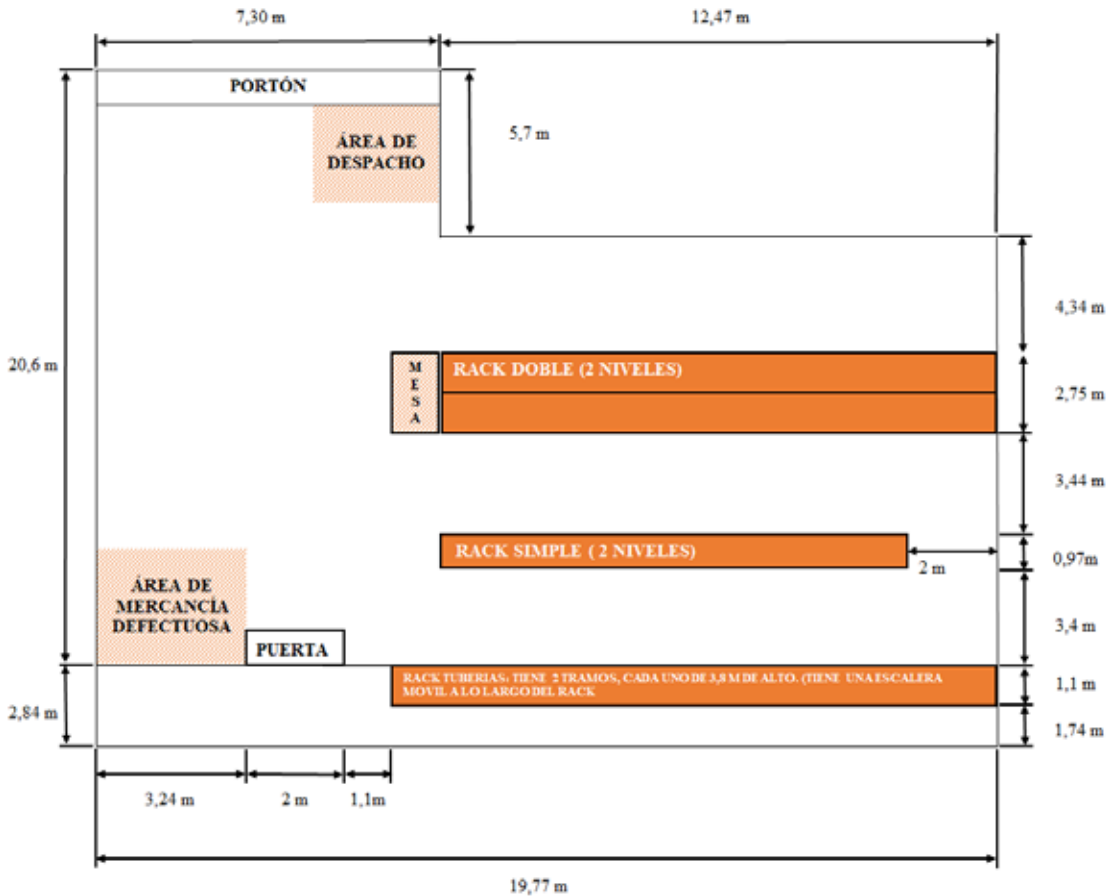 7,30 m
12,47 m
PORTÓN
ÁREA DE
DESPACHO
5,7 m
4,34 m
20,6 m
M
E
S
A
RACK DOBLE (2 NIVELES)
2,75 m
3,44 m
RACK SIMPLE ( 2 NIVELES)
2 m
0,97m
ÁREA DE
MERCANCÍA
DEFECTUOSA
3,4 m
PUERTA
RACK TUBERIAS: TIENE 2 TRAMOS, CADA UNO DE 3,8 M DE ALTO. (TIENE UNA ESCALERA
MOVIL A LO LARGO DEL RACK
1,1 m
2,84 m
1,74 m
3,24 m
2 m
1,1m
19,77 m